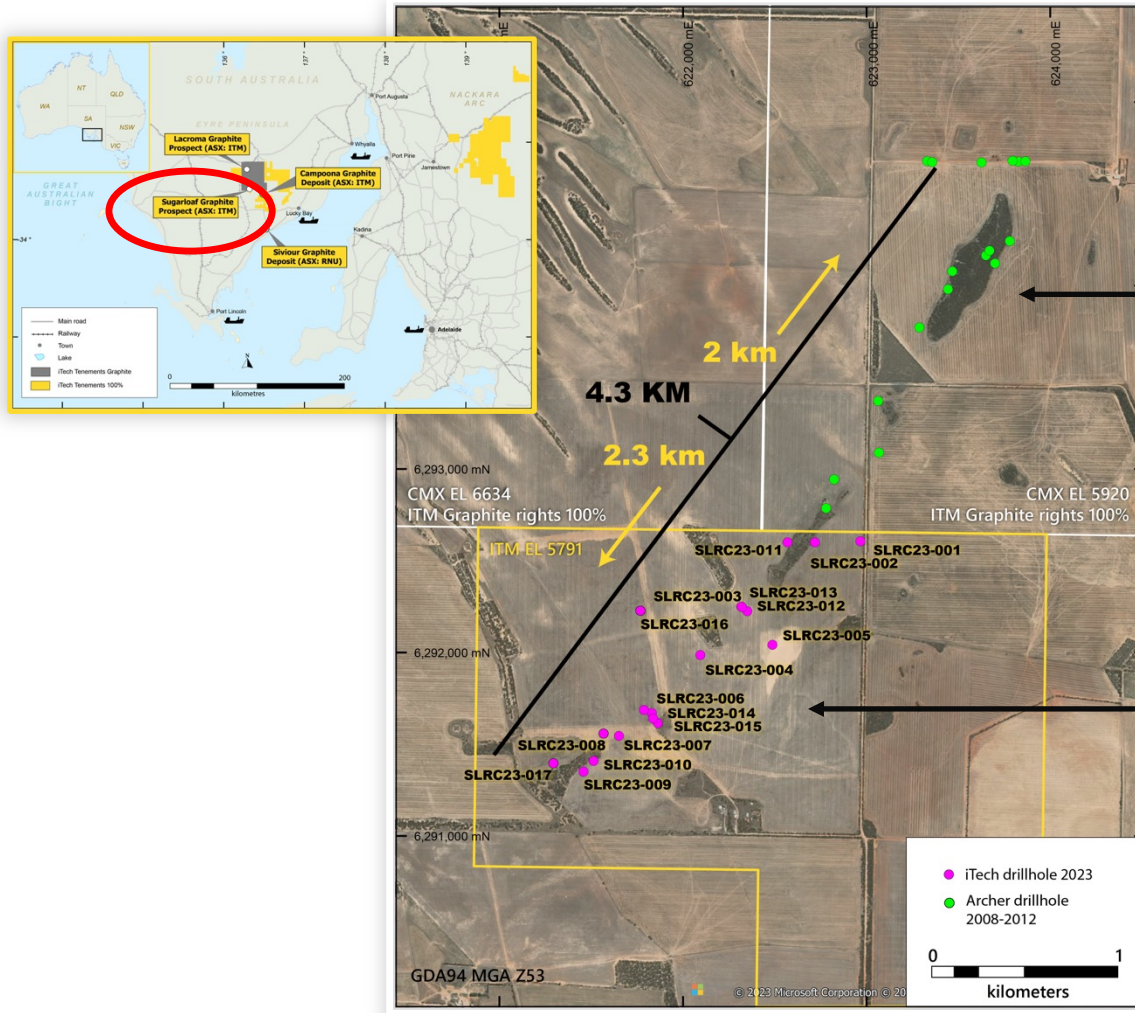 SOUTH AUSTRALIA
NACKARA
ARC
EYRE PENINSULA
GREAT
AUSTRALIAN
BIGHT
WA
NT
QLD
SA
NSW
VIC
136 °
137 °
138 °
139 °
-34 °
Port Augusta
Whyalla
Port Pirie
Jamestown
Lucky Bay
Kadina
Port Lincoln
Adelaide
Lacroma Graphite
Prospect (ASX: ITM)
Campoona Graphite
Deposit (ASX: ITM)
Sugarloaf Graphite
Prospect (ASX: ITM)
Siviour Graphite
Deposit (ASX: RNU)
Main road
Railway
Town
Lake
iTech Tenements Graphite
iTech Tenements 100%
N
0
200
kilometres
622,000 mE
623,000 mE
624,000 mE
2 km
4.3 KM
2.3 km
6,293,000 mN
CMX EL 6634
ITM Graphite rights 100%
CMX EL 5920
ITM Graphite rights 100%
ITM EL 5791
SLRC23-011
SLRC23-001
SLRC23-002
SLRC23-003
SLRC23-013
SLRC23-012
SLRC23-016
SLRC23-005
6,292,000 mN
SLRC23-004
SLRC23-006
SLRC23-014
SLRC23-015
SLRC23-008
SLRC23-007
SLRC23-010
SLRC23-017
SLRC23-009
6,291,000 mN
iTech drillhole 2023
Archer drillhole
2008-2012
0
1
kilometers
GDA94 MGA Z53
© 2023 Microsoft Corporation © 20